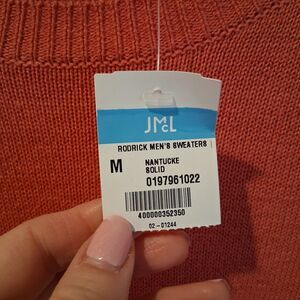 JMCL
RODRICK MEN'S SWEATERS
M
NANTUCKE
SOLID
0197961022
400000352350
02-01244